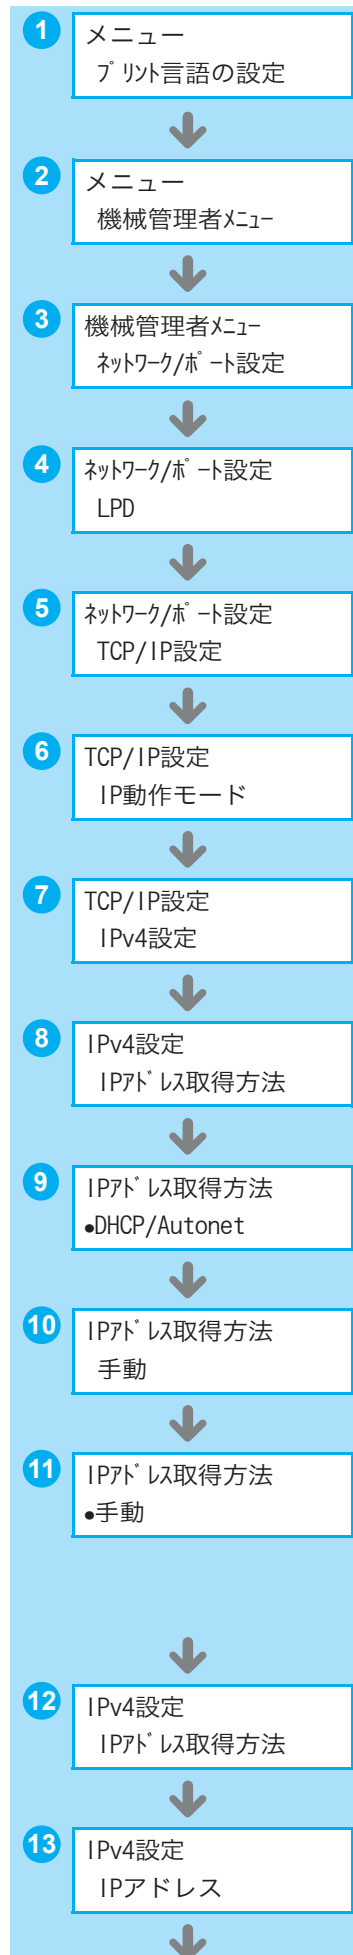 1
メニュー
プリント言語の設定
2
メニュー
機械管理者メニュー
3
機械管理者メニュー
ネットワーク/ポート設定
4
ネットワーク/ポート設定
LPD
5
ネットワーク/ポート設定
TCP/IP設定
6
TCP/IP設定
IP動作モード
7
TCP/IP設定
IPv4設定
8
IPv4設定
IPアドレス取得方法
9
IPアドレス取得方法
●DHCP/Autonet
10
IPアドレス取得方法
手動
11
IPアドレス取得方法
●手動
12
IPv4設定
IPアドレス取得方法
13
IPv4設定
IPアドレス